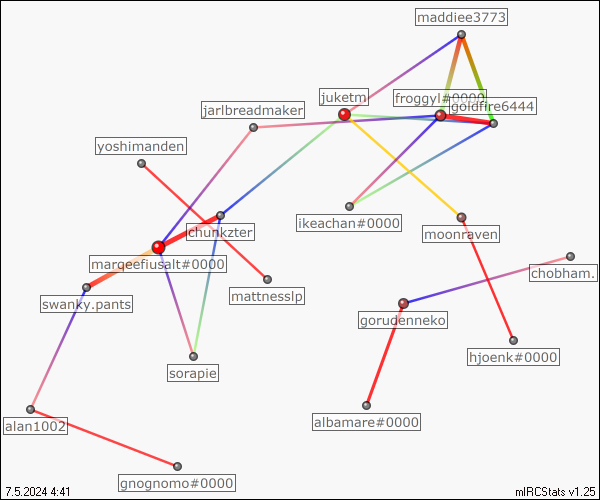 maddiee3773
juketm
froggyl#0000
goldfire6444
jarlbreadmaker
yoshimanden
ikeachan#0000
moonraven
chunkzter
marqeefiusalt#0000
chobham.
swanky.pants
mattnesslp
gorudenneko
hjoenk#0000
sorapie
albamare#0000
alan1002
gnognomo#0000
7.5.2024 4:41
mIRCStats v1.25